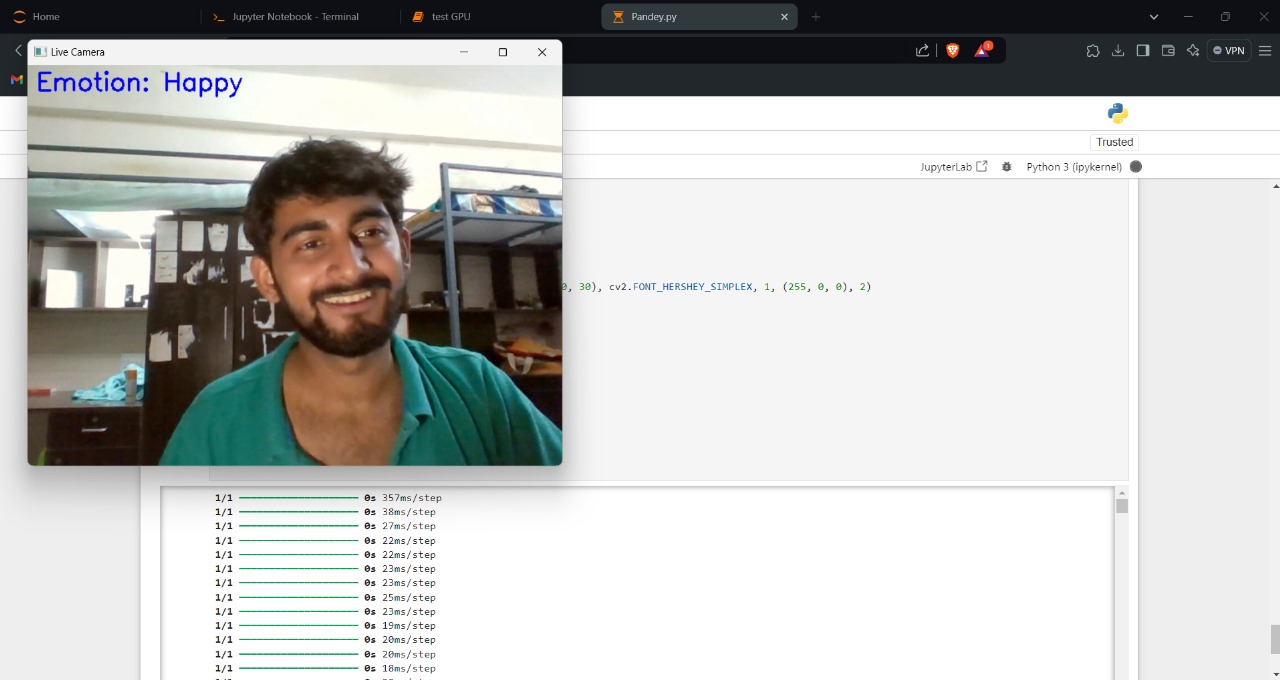 Home
Jupyter Notebook - Terminal
test GPU
Pandey.py
Live Camera
1
VPN
Emotion: Happy
Trusted
JupyterLab
Python 3 (ipykernel)
0, 30), cv2.FONT_HERSHEY_SIMPLEX, 1, (255, 0, 0), 2)
1/1 0s 357ms/step
1/1 0s 38ms/step
1/1 0s 27ms/step
1/1 0s 22ms/step
1/1 0s 22ms/step
1/1 0s 23ms/step
1/1 0s 23ms/step
1/1 0s 25ms/step
1/1 0s 23ms/step
1/1 0s 19ms/step
1/1 0s 20ms/step
1/1 0s 20ms/step
1/1 0s 18ms/step